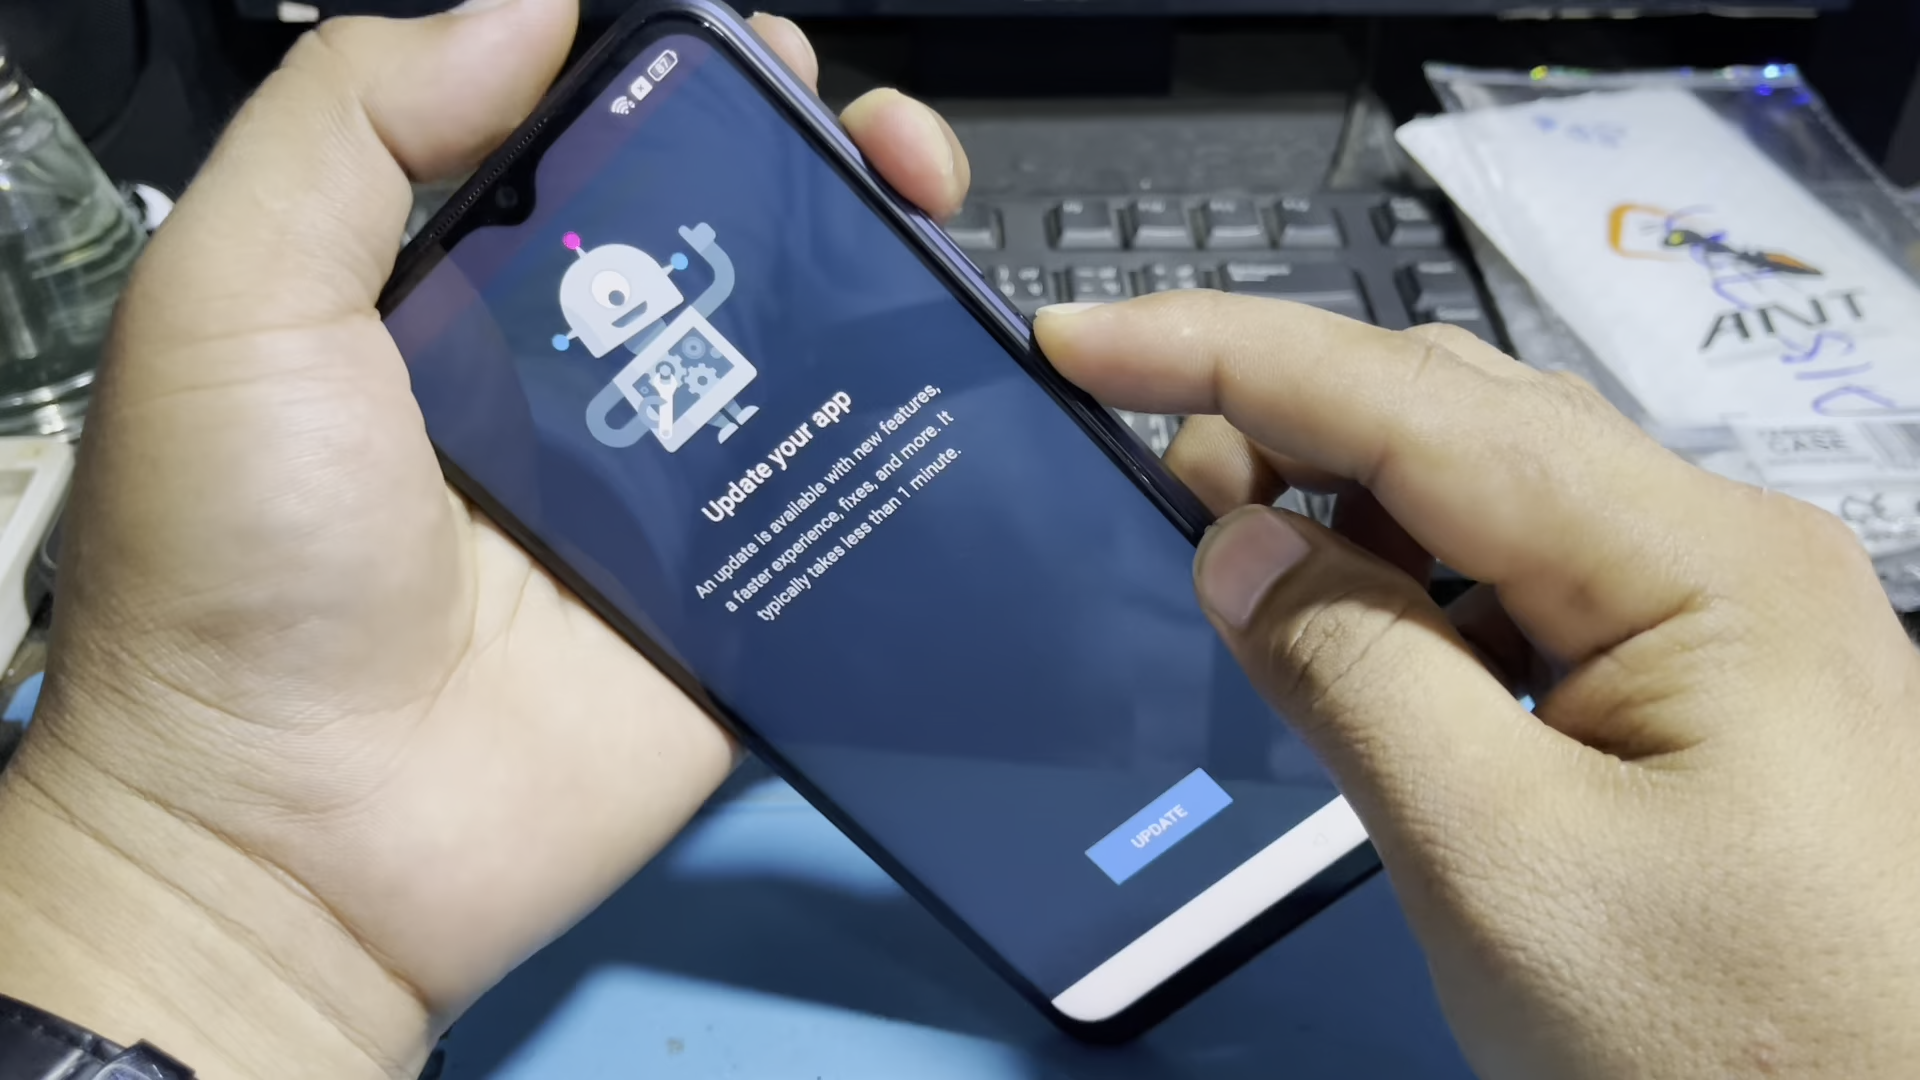 67
Update your app
An update is available with new features,
a faster experience, fixes, and more. It
typically takes less than 1 minute.
UPDATE
ANT
CASE